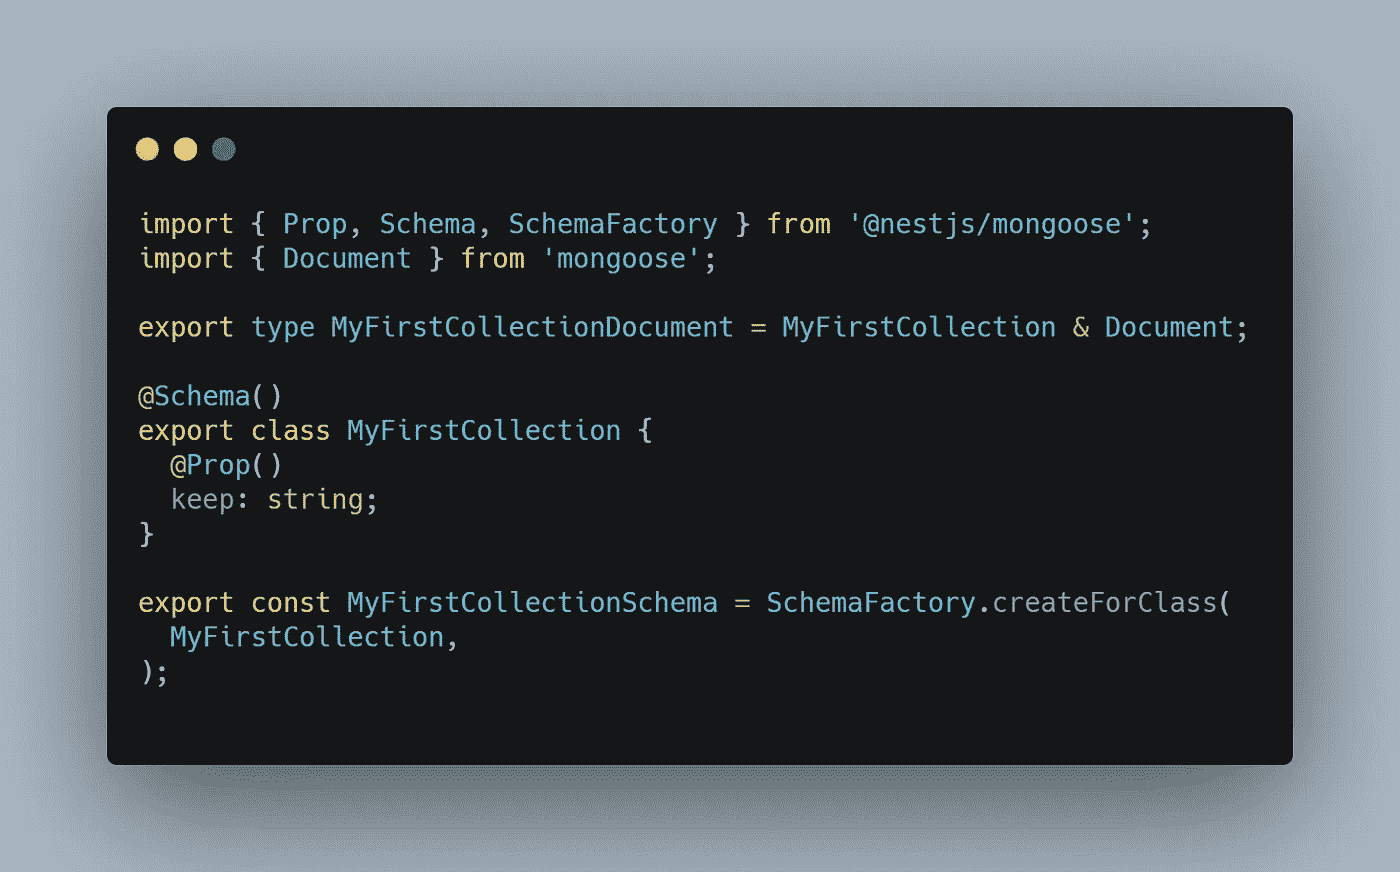 import { Prop, Schema, SchemaFactory } from '@nestjs/mongoose';
import { Document } from 'mongoose';

export type MyFirstCollectionDocument = MyFirstCollection & Document;

@Schema()
export class MyFirstCollection {
  @Prop()
  keep: string;
}

export const MyFirstCollectionSchema = SchemaFactory.createForClass(
  MyFirstCollection,
);